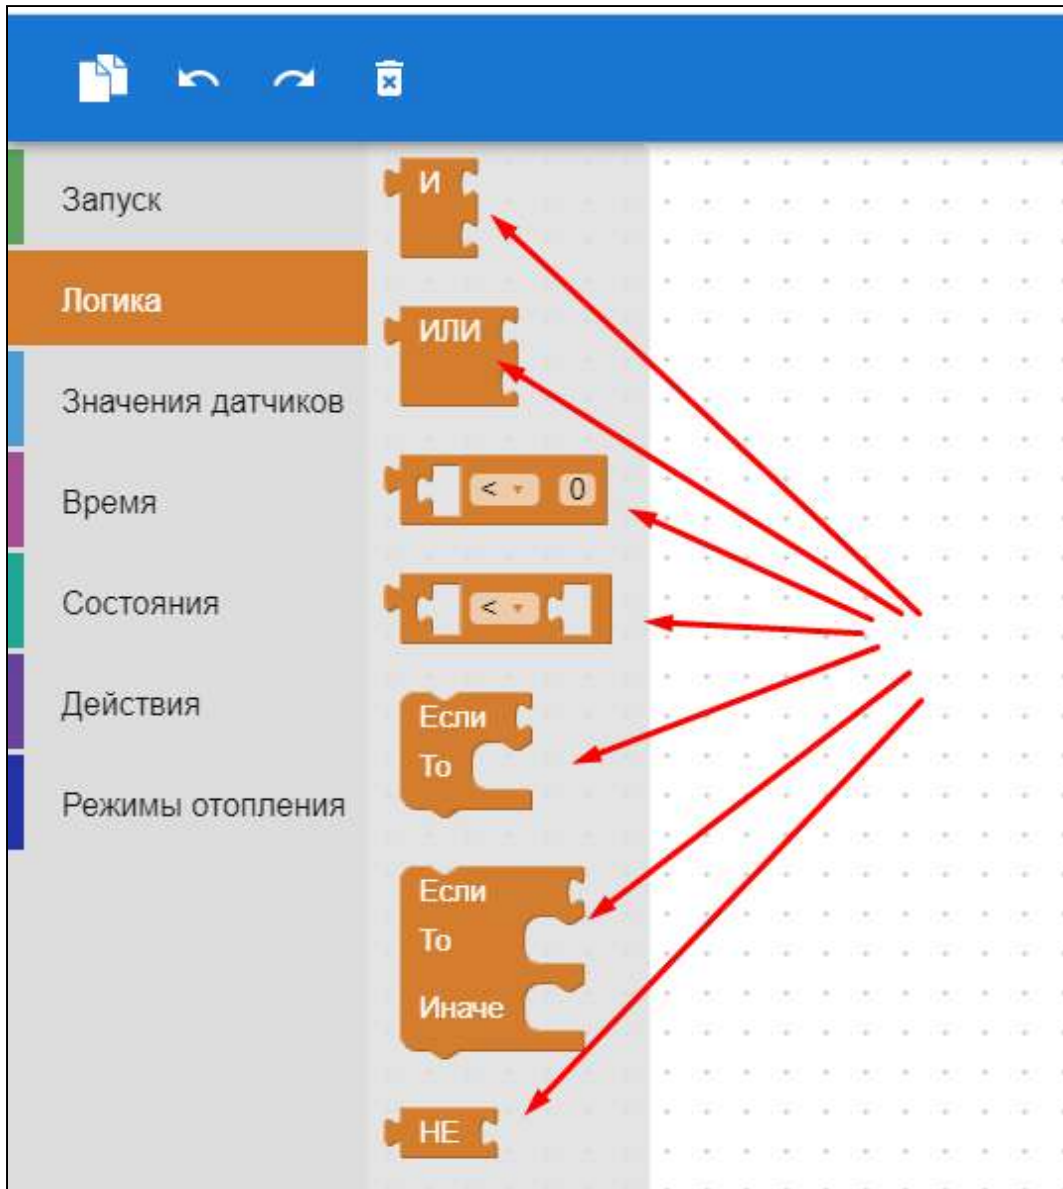 Запуск
Логика
Значения датчиков
Время
Состояния
Действия
Режимы отопления
И
ИЛИ
< 0
<
Если
То
Если
То
Иначе
НЕ